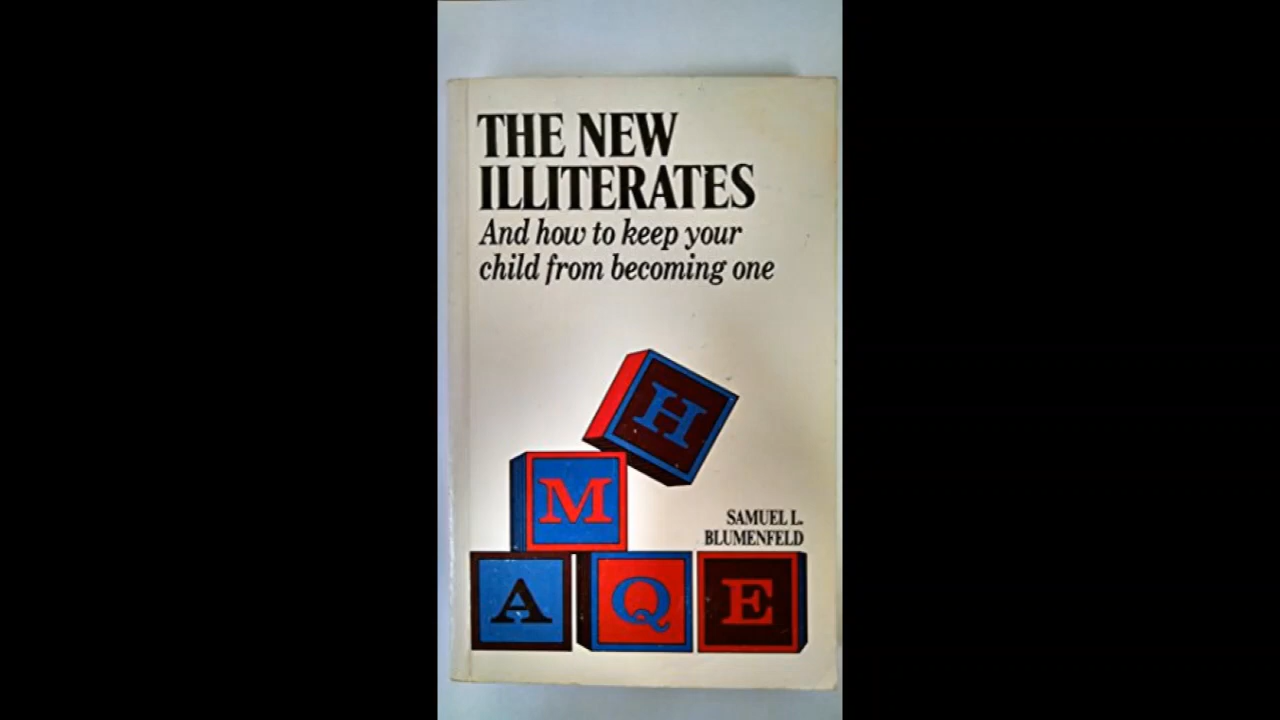 THE NEW
ILLITERATES
And how to keep your
child from becoming one
H
M
SAMUEL L.
BLUMENFELD
A Q E